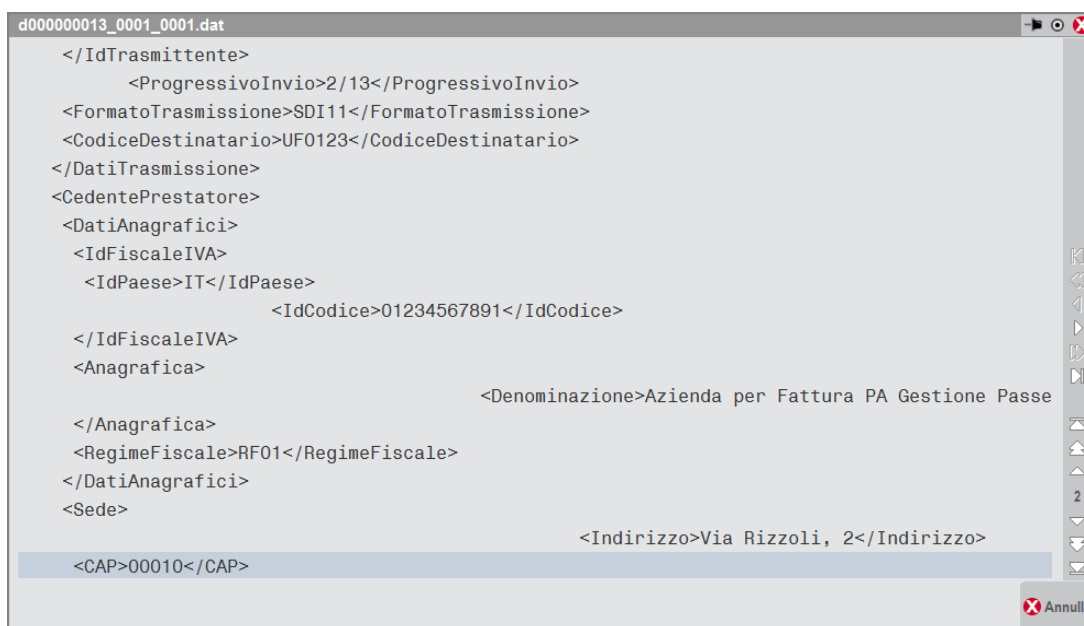 d000000013_0001_0001.dat
</IdTrasmittente>
<ProgressivoInvio>2/13</ProgressivoInvio>
<FormatoTrasmissione>SDI11</FormatoTrasmissione>
<CodiceDestinatario>UF0123</CodiceDestinatario>
</DatiTrasmissione>
<CedentePrestatore>
<DatiAnagrafici>
<IdFiscaleIVA>
<IdPaese>IT</IdPaese>
<IdCodice>01234567891</IdCodice>
</IdFiscaleIVA>
<Anagrafica>
<Denominazione>Azienda per Fattura PA Gestione Passe
</Anagrafica>
<RegimeFiscale>RF01</RegimeFiscale>
</DatiAnagrafici>
<Sede>
<Indirizzo>Via Rizzoli, 2</Indirizzo>
<CAP>00010</CAP>
2
Annull